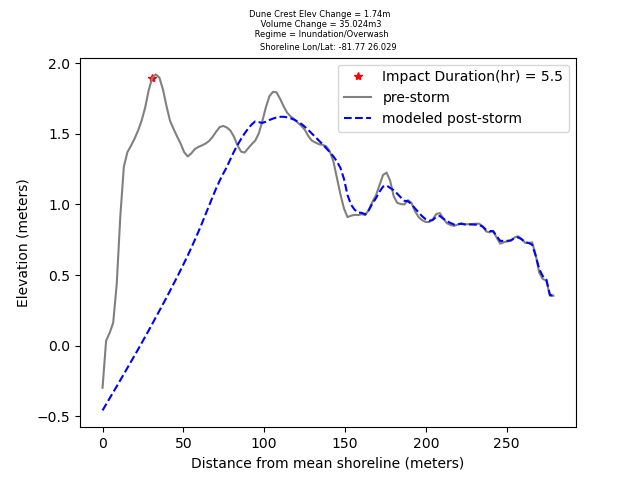 Dune Crest Elev Change = 1.74m
Volume Change = 35.024m3
Regime = Inundation/Overwash
Shoreline Lon/Lat: -81.77 26.029
Impact Duration(hr) = 5.5
pre-storm
modeled post-storm
2.0
1.5
1.0
0.5
0.0
−0.5
Elevation (meters)
0 50 100 150 200 250
Distance from mean shoreline (meters)